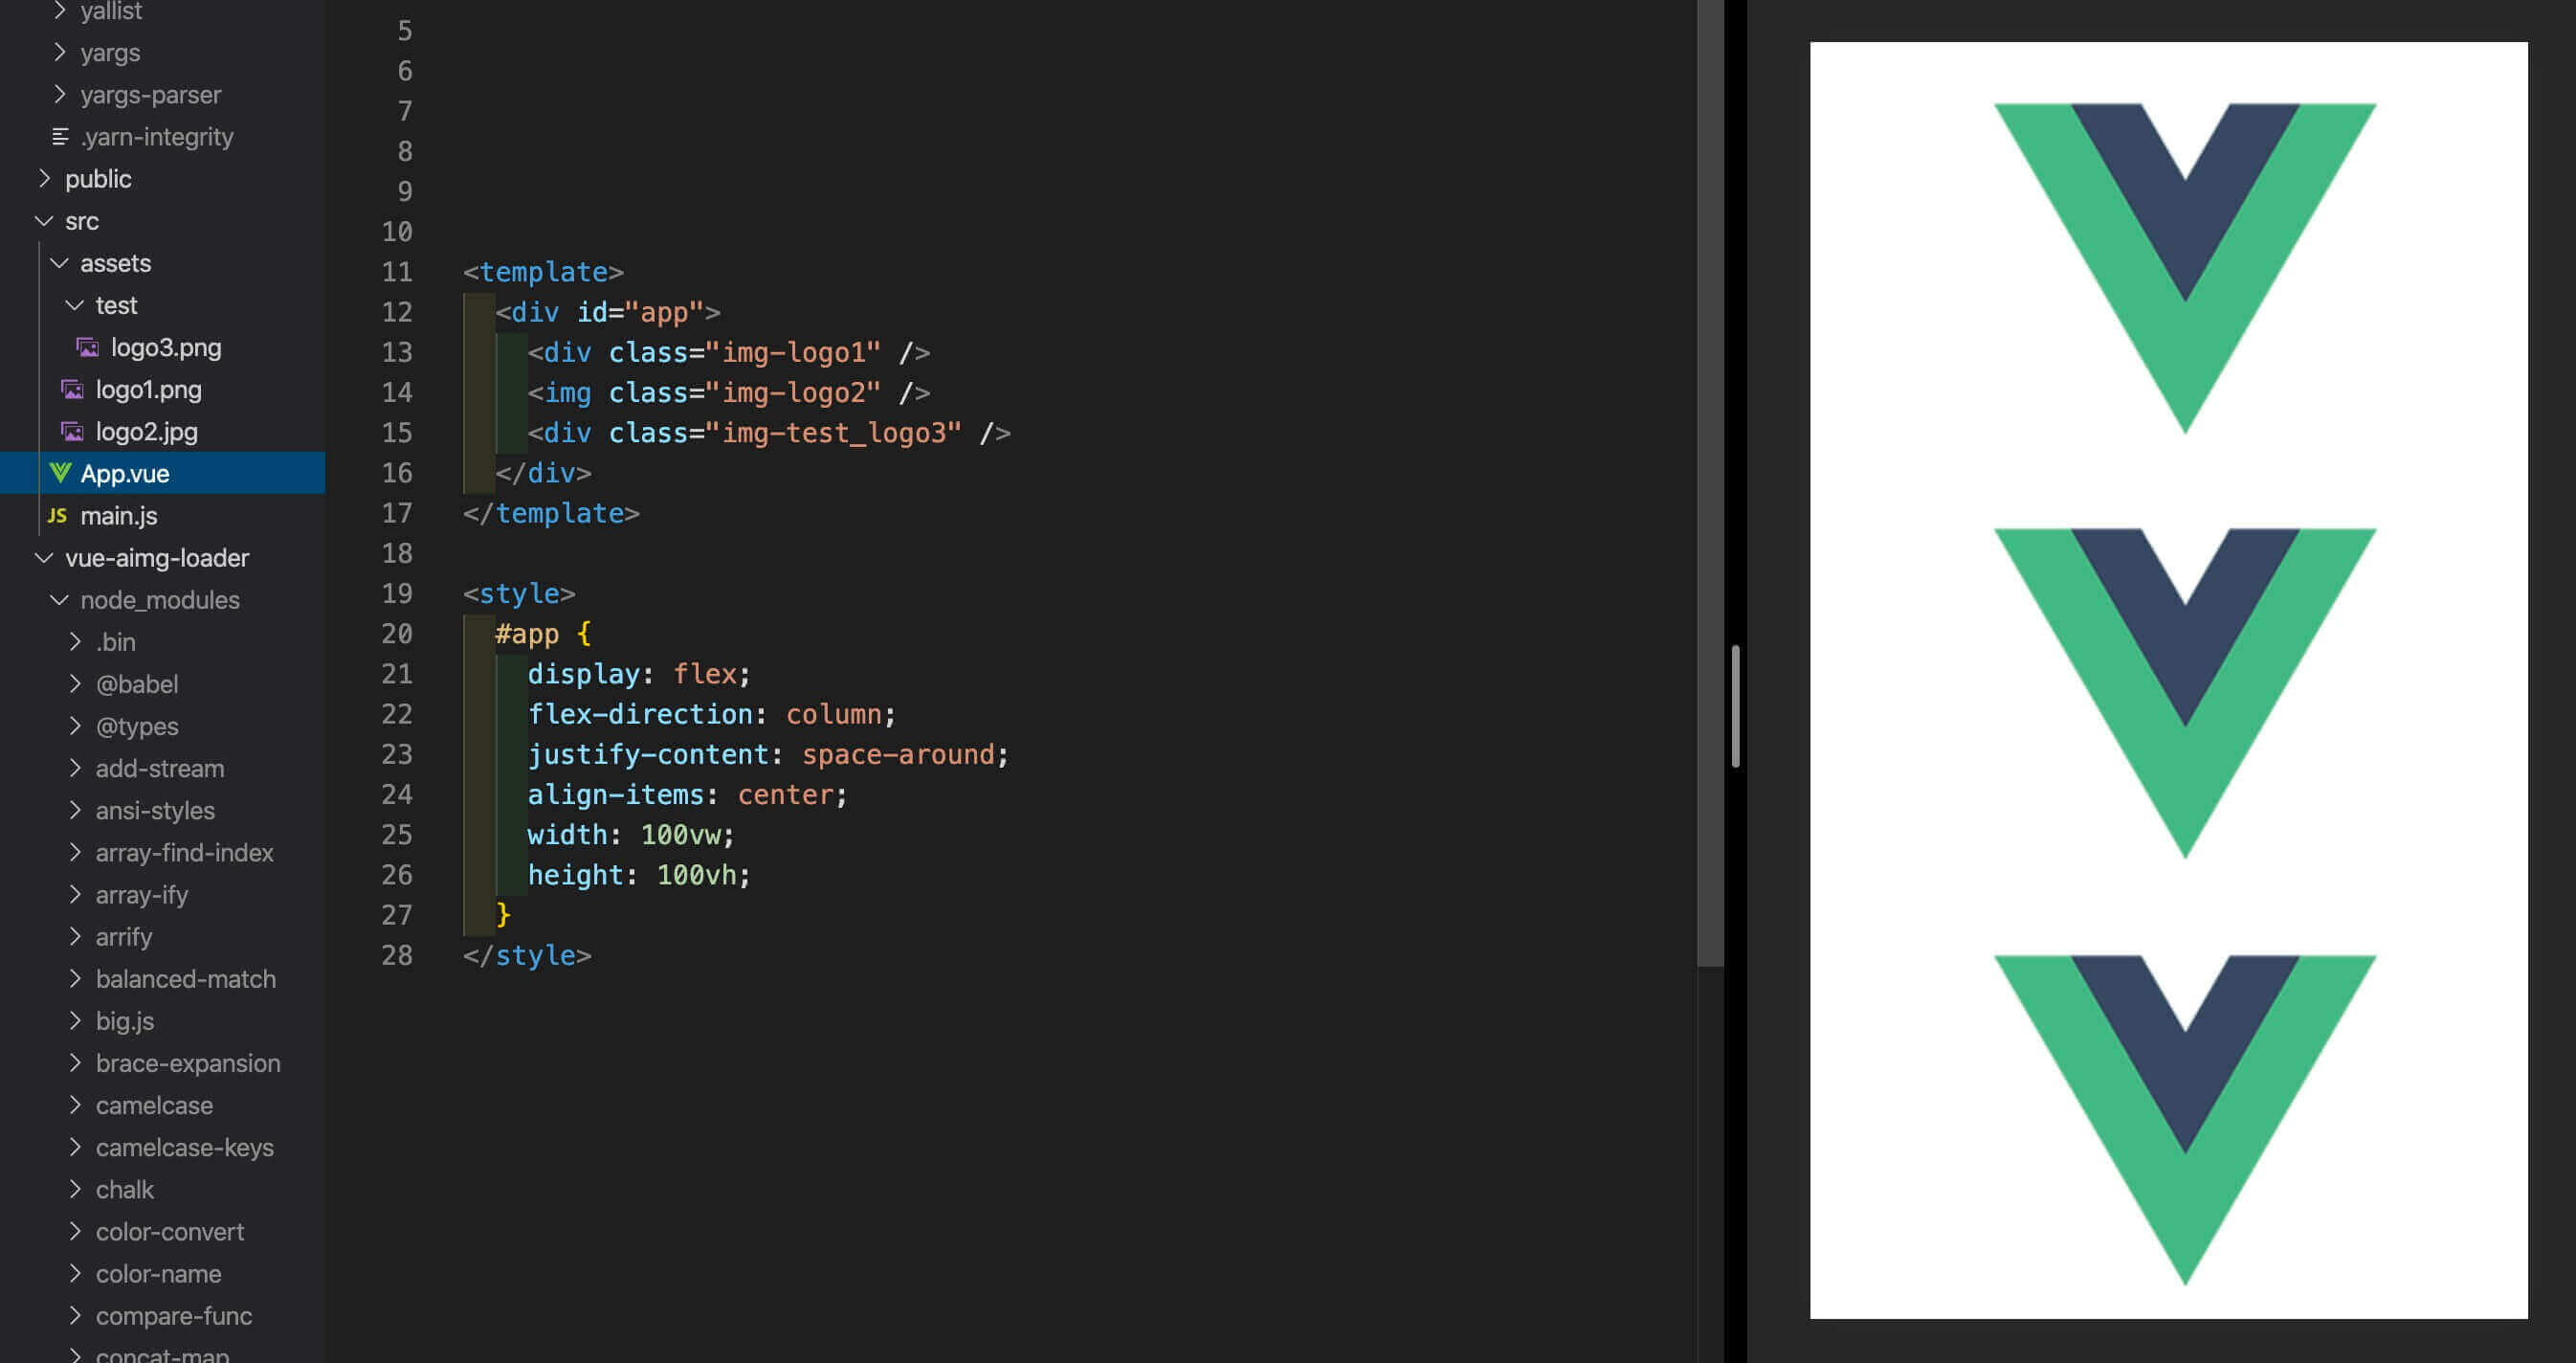 yallist
yargs
yargs-parser
.yarn-integrity
public
src
assets
test
logo3.png
logo1.png
logo2.jpg
App.vue
JS main.js
vue-aimg-loader
node_modules
.bin
@babel
@types
add-stream
ansi-styles
array-find-index
array-ify
arrify
balanced-match
big.js
brace-expansion
camelcase
camelcase-keys
chalk
color-convert
color-name
compare-func
concat-map
5
6
7
8
9
10
11 <template>
12 <div id="app">
13 <div class="img-logo1" />
14 <img class="img-logo2" />
15 <div class="img-test_logo3" />
16 </div>
17 </template>
18
19 <style>
20 #app {
21 display: flex;
22 flex-direction: column;
23 justify-content: space-around;
24 align-items: center;
25 width: 100vw;
26 height: 100vh;
27 }
28 </style>